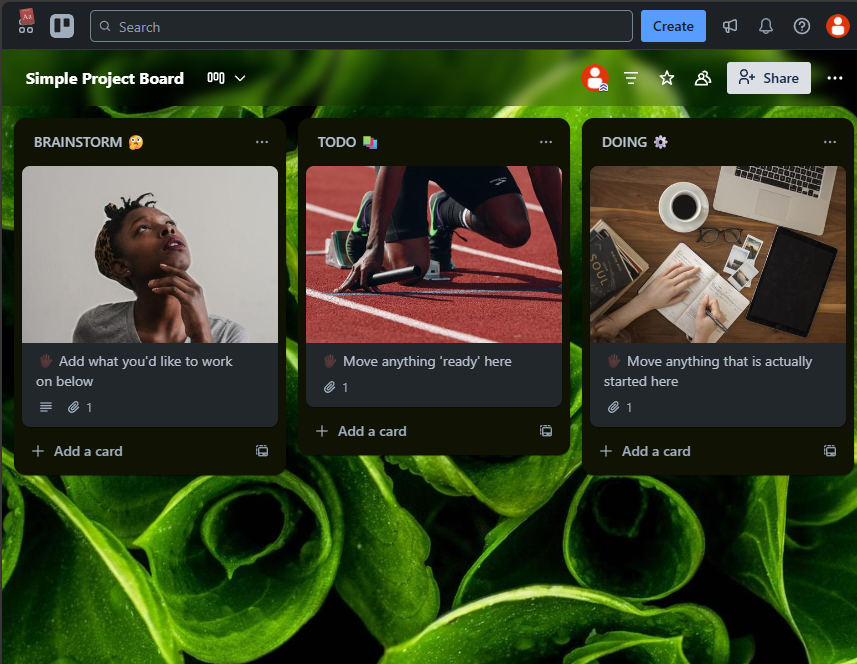 Search
Create
Simple Project Board
Share
BRAINSTORM 🤔
TODO 📚
DOING ⚙️
Add what you'd like to work
on below
1
Add a card
Move anything 'ready' here
1
Add a card
SOUL
Move anything that is actually
started here
1
Add a card